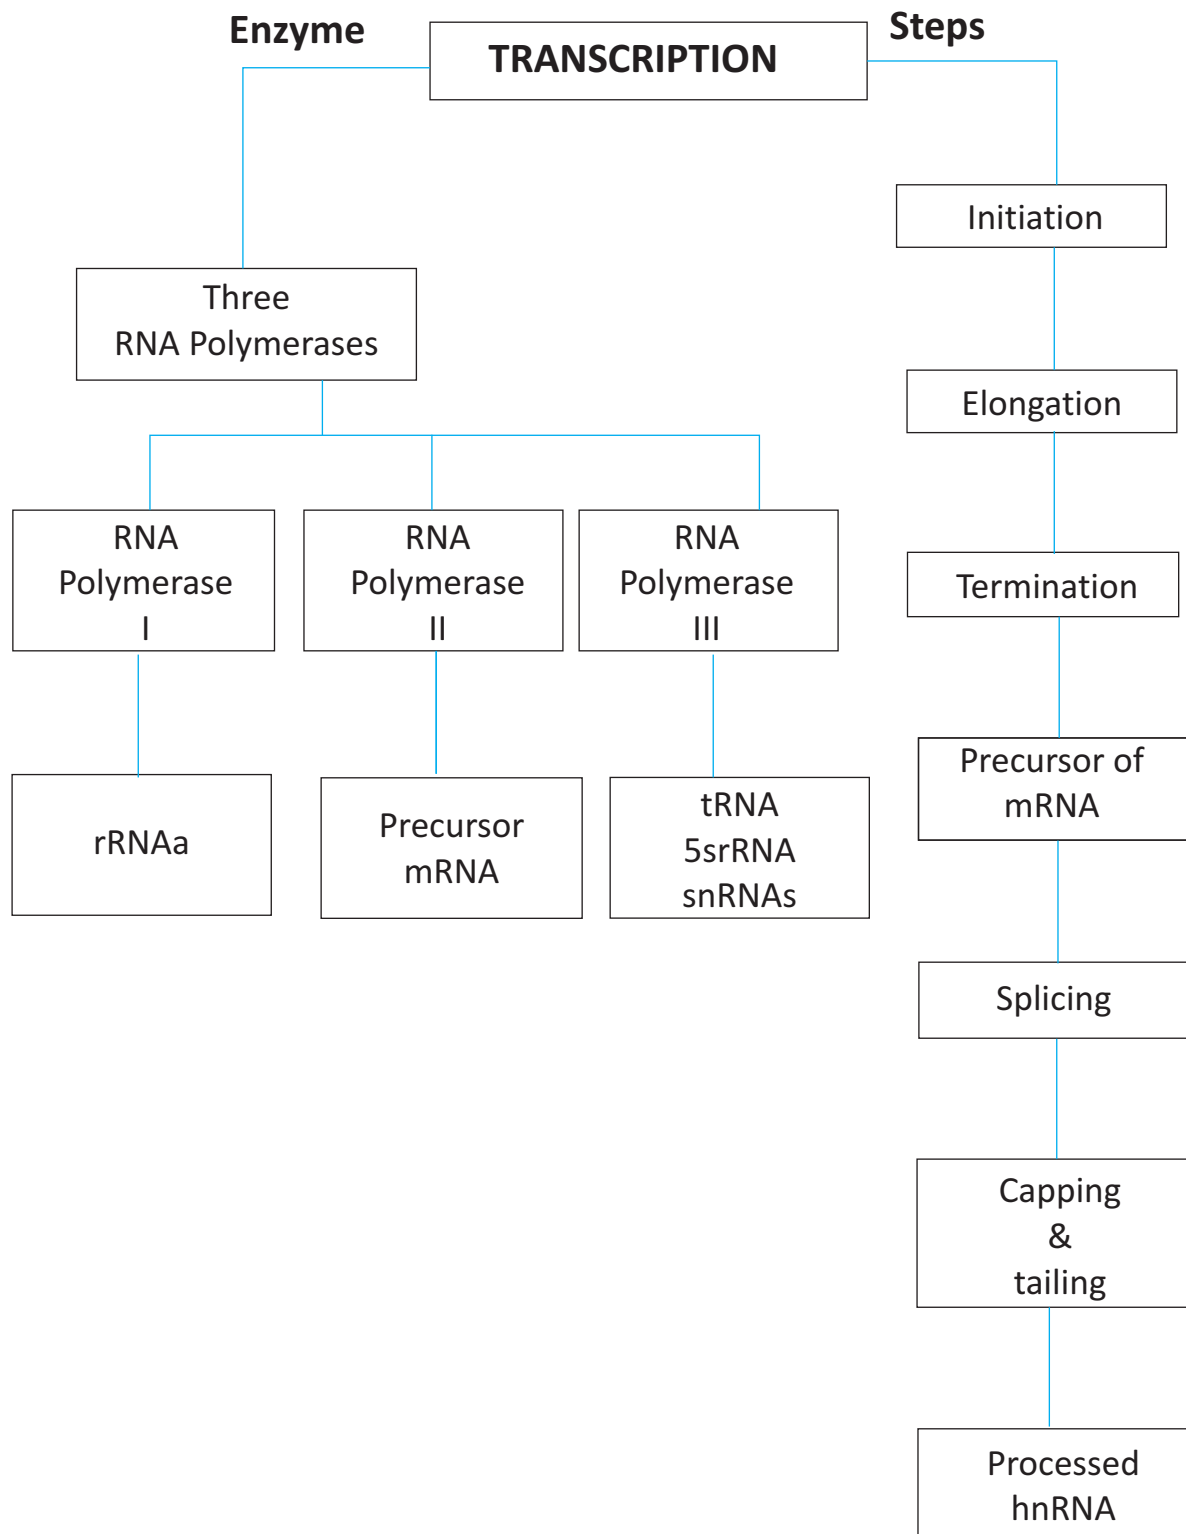 Enzyme
TRANSCRIPTION
Steps
Initiation
Three
RNA Polymerases
Elongation
RNA
Polymerase
I
RNA
Polymerase
II
RNA
Polymerase
III
Termination
Precursor of
mRNA
rRNAa
Precursor
mRNA
tRNA
5srRNA
snRNAs
Splicing
Capping
&
tailing
Processed
hnRNA